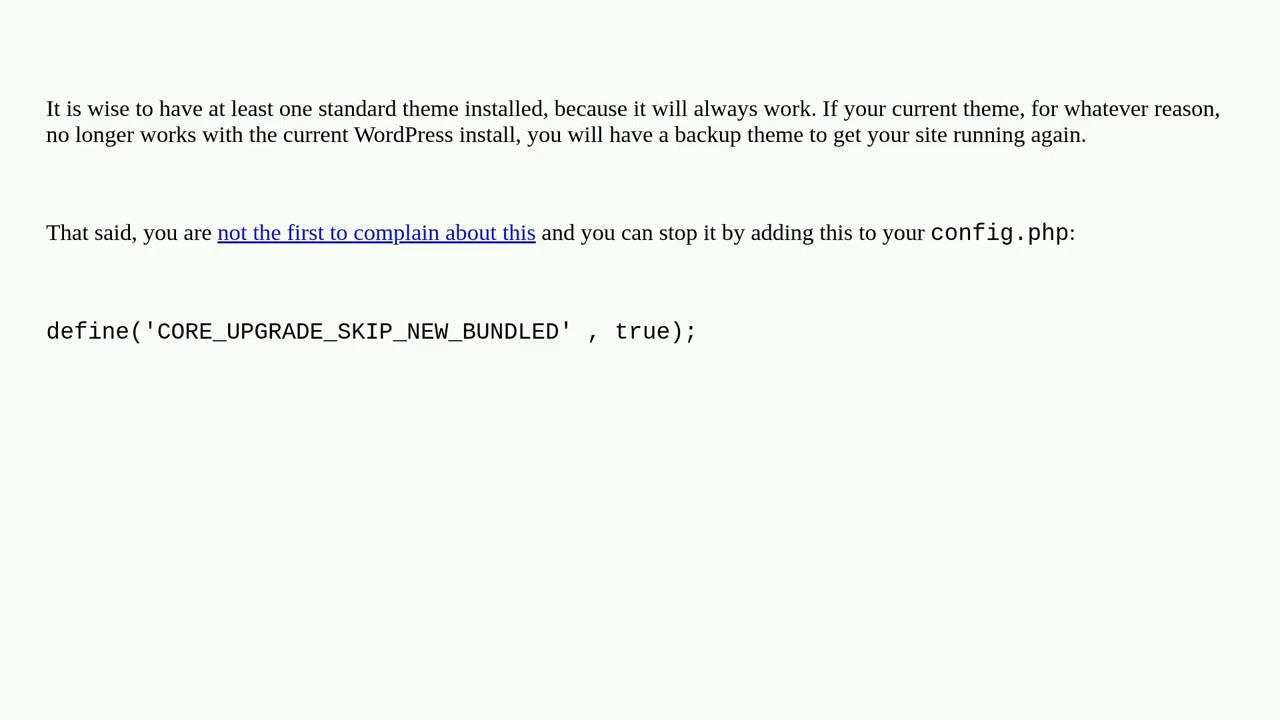 It is wise to have at least one standard theme installed, because it will always work. If your current theme, for whatever reason,
no longer works with the current WordPress install, you will have a backup theme to get your site running again.
That said, you are not the first to complain about this and you can stop it by adding this to your config.php:
define('CORE_UPGRADE_SKIP_NEW_BUNDLED' , true);